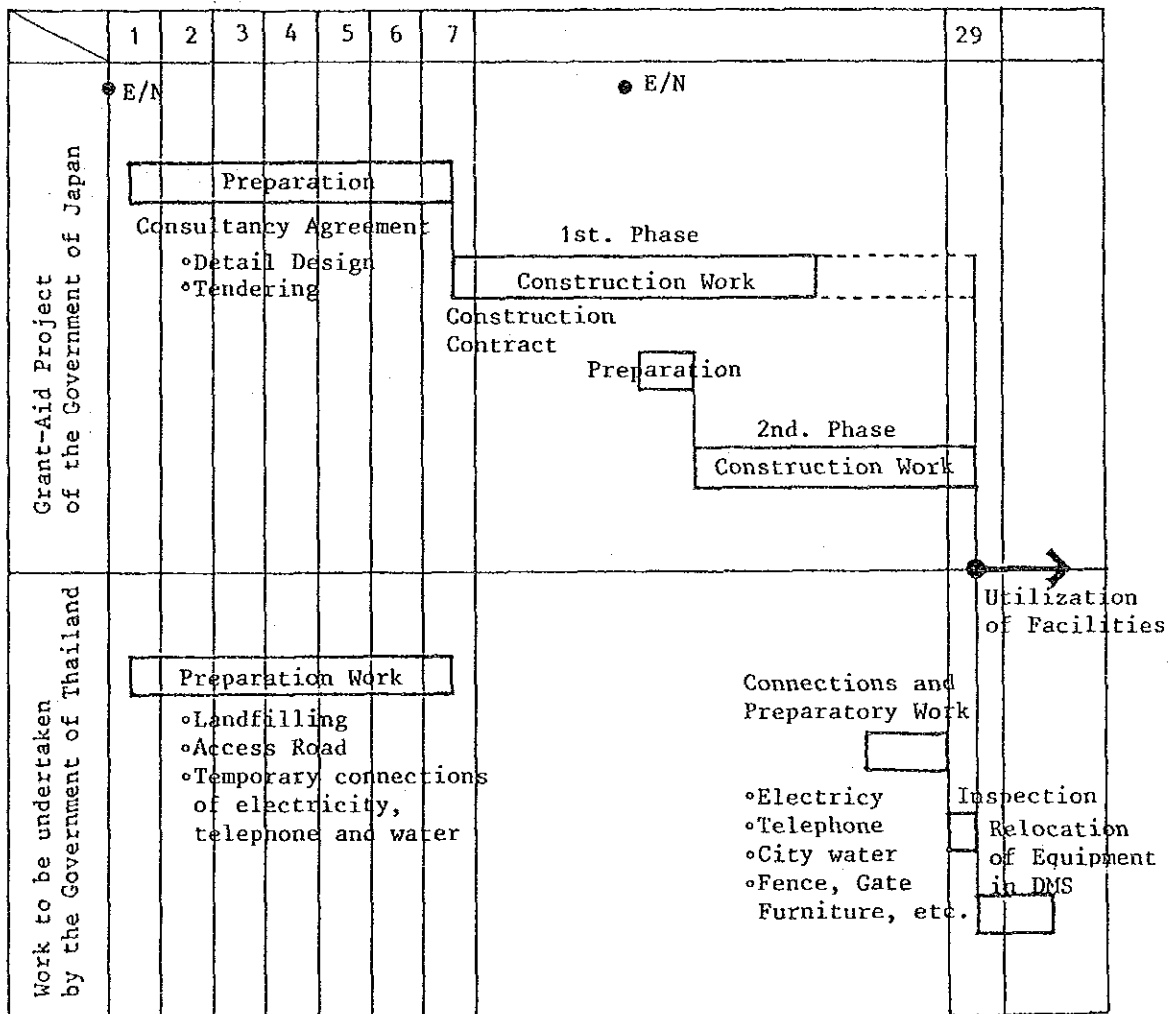 1 2 3 4 5 6 7 29
E/N
E/N
Grant-Aid Project
of the Government of Japan
Preparation
Consultancy Agreement
∘Detail Design
∘Tendering
1st. Phase
Construction Work
Construction
Contract
Preparation
2nd. Phase
Construction Work
Utilization
of Facilities
Work to be undertaken
by the Government of Thailand
Preparation Work
∘Landfilling
∘Access Road
∘Temporary connections
of electricity,
telephone and water
Connections and
Preparatory Work
∘Electricy
∘Telephone
∘City water
∘Fence, Gate
Furniture, etc.
Inspection
Relocation
of Equipment
in DMS